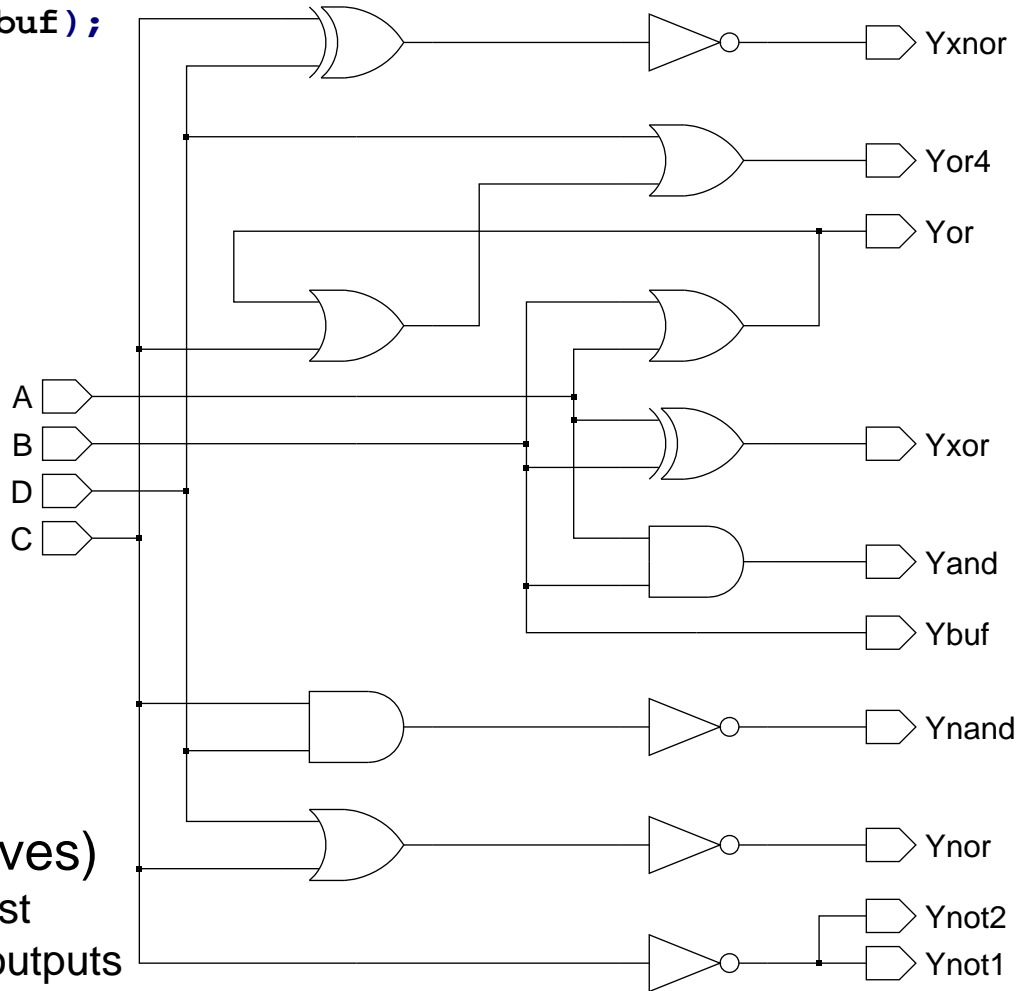 buf);
Yxnor
Yor4
Yor
A
B
Yxor
D
C
Yand
Ybuf
Ynand
ves)
Ynor
st
Ynot2
outputs
Ynot1